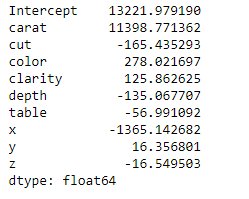 Intercept    13221.979190
carat        11398.771362
cut           -165.435293
color          278.021697
clarity        125.862625
depth         -135.067707
table          -56.991092
x            -1365.142682
y               16.356801
z              -16.549503
dtype: float64